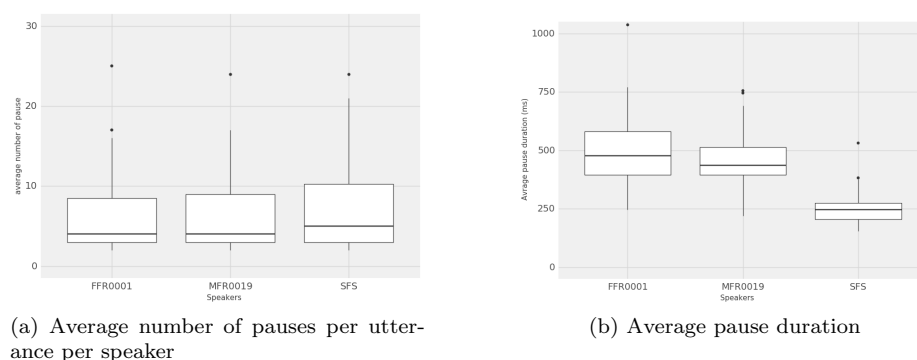 30
20
10
0
average number of pause
FFR0001 MFR0019 SFS
Speakers
(a) Average number of pauses per utter-
ance per speaker
1000
750
500
250
0
Avrage pause duration (ms)
FFR0001 MFR0019 SFS
Speakers
(b) Average pause duration